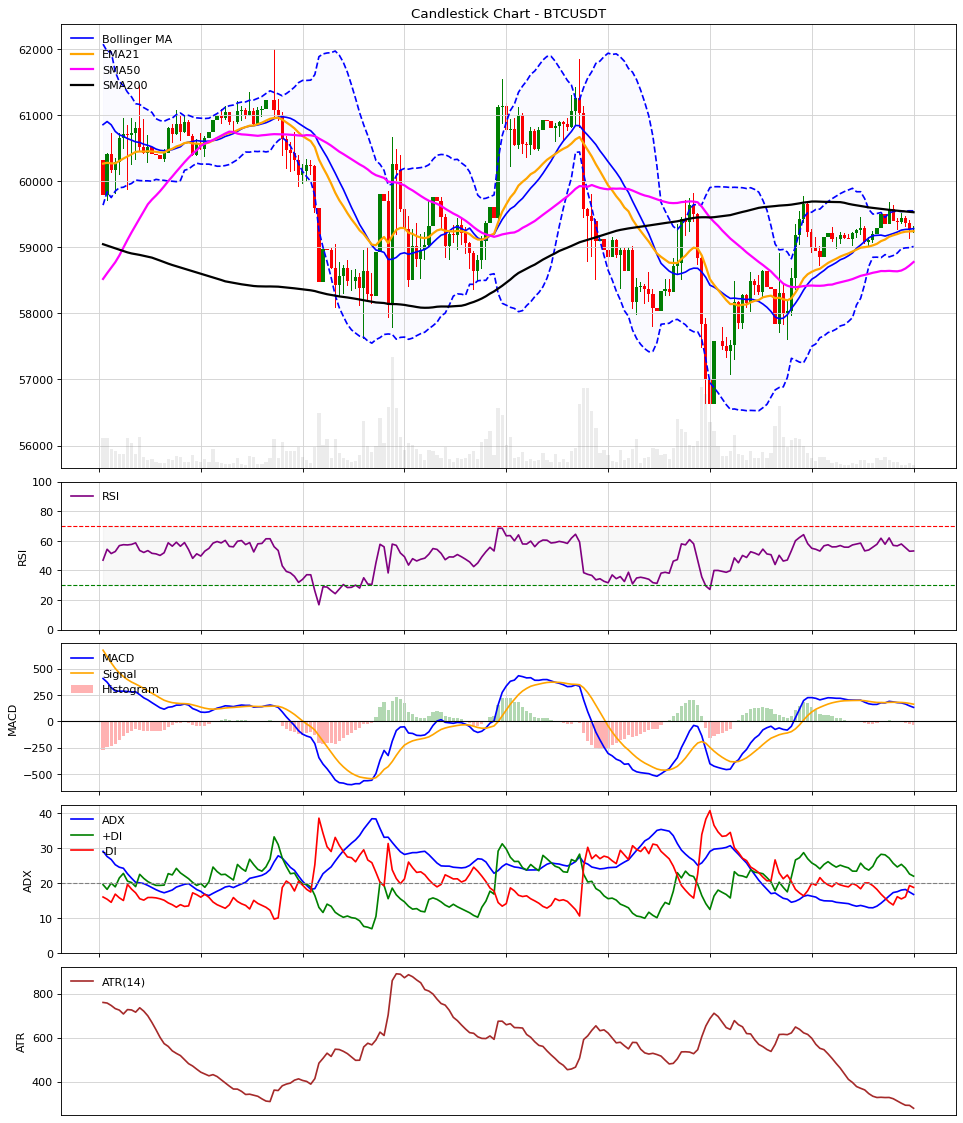 Candlestick Chart - BTCUSDT
Bollinger MA
EMA21
SMA50
SMA200
62000
61000
60000
59000
58000
57000
56000
RSI
RSI
100
80
60
40
20
0
MACD
Signal
Histogram
MACD
500
250
0
−250
−500
ADX
+DI
-DI
ADX
40
30
20
10
0
ATR(14)
ATR
800
600
400